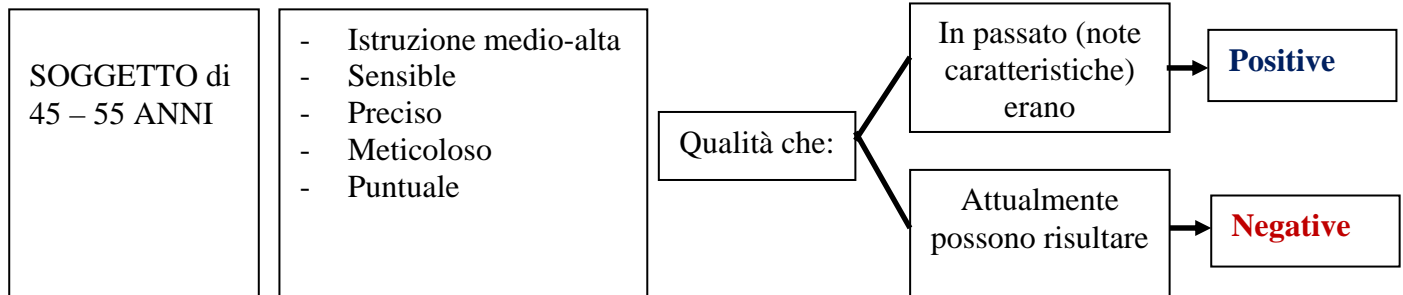 SOGGETTO di
45 – 55 ANNI
- Istruzione medio-alta
- Sensible
- Preciso
- Meticoloso
- Puntuale
Qualità che:
In passato (note
caratteristiche)
erano
Positive
Attualmente
possono risultare
Negative